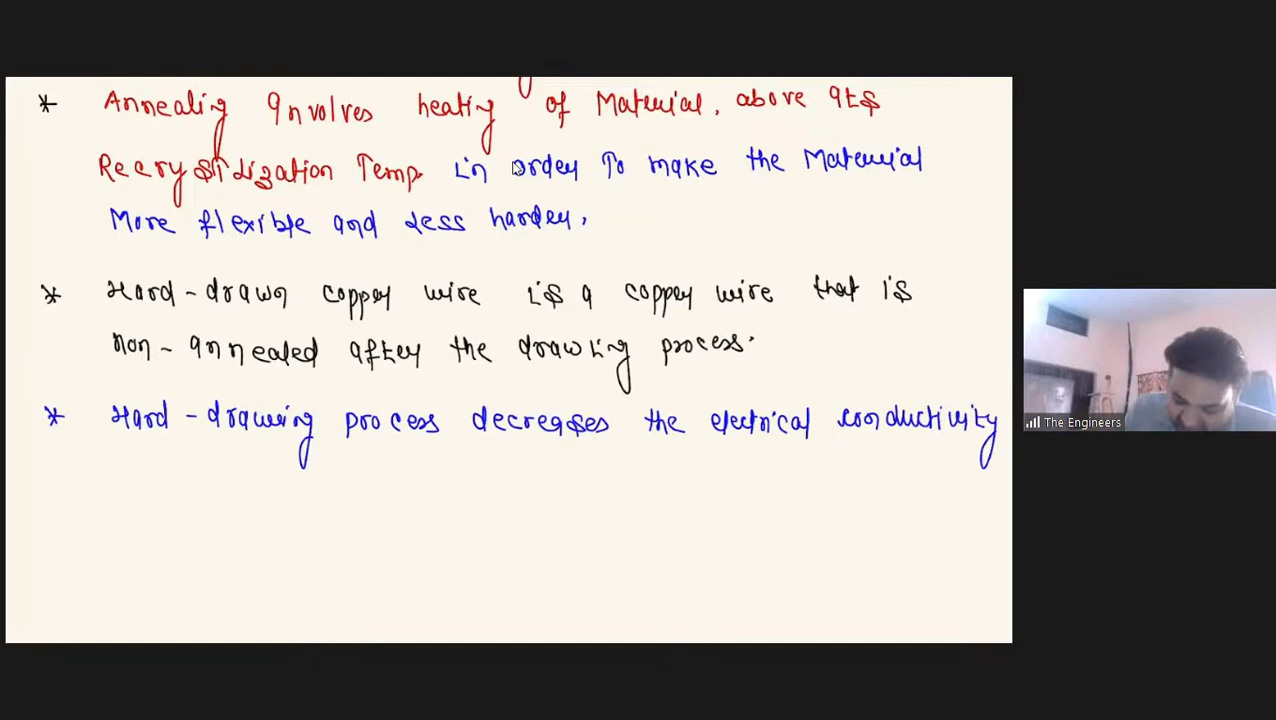 * Annealing Involves heating of Material, above Its
Recrystallization Temp. in order To make the Material
More flexible and less harder.
* Hard-drawn copper wire is a copper wire that is
non-annealed after the drawing process.
* Hard-drawing process decreases the electrical conductivity
The Engineers